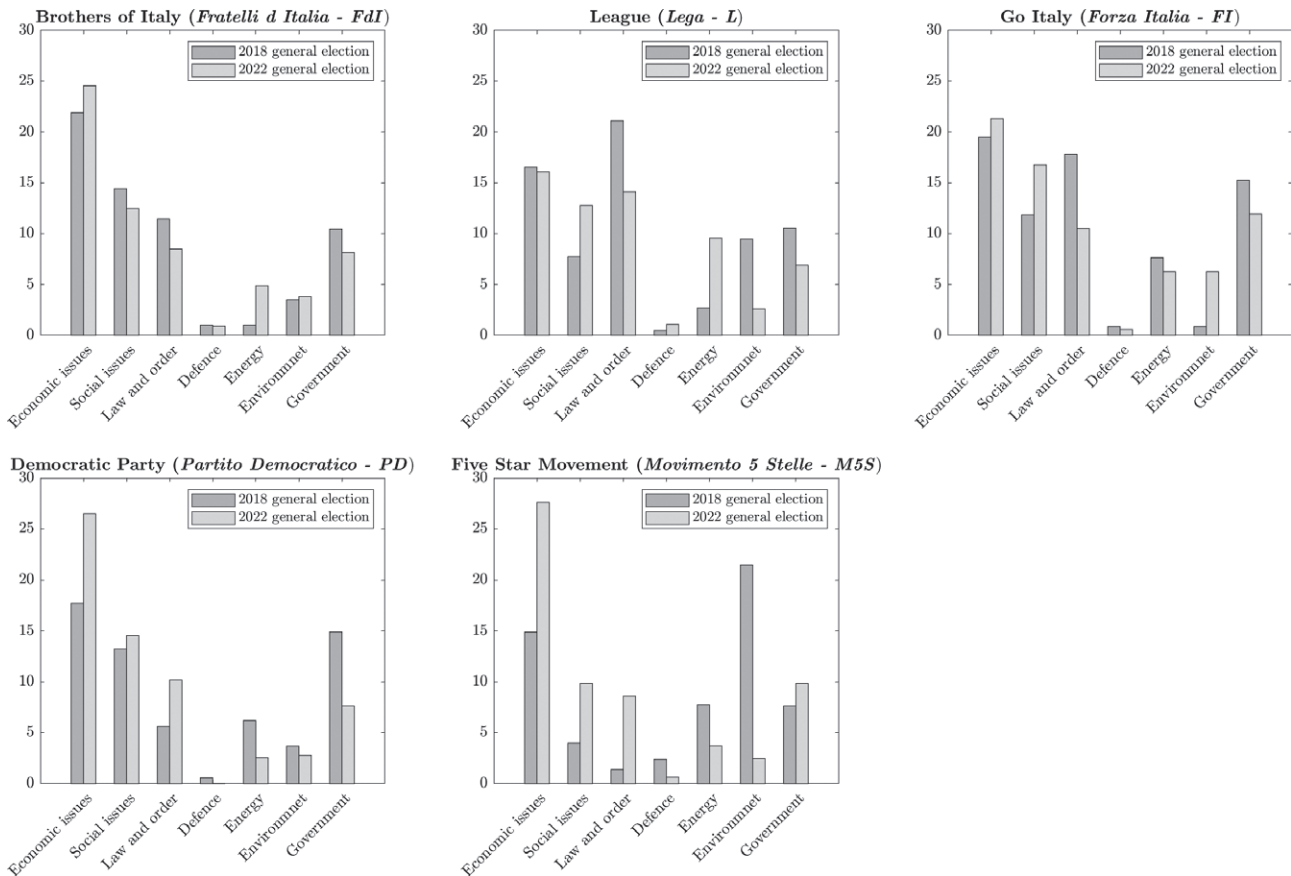 Brothers of Italy (Fratelli d Italia - FdI)
2018 general election
2022 general election
30
25
20
15
10
5
0
Economic issues
Social issues
Law and order
Defence
Energy
Environmnet
Government
League (Lega - L)
2018 general election
2022 general election
30
25
20
15
10
5
0
Economic issues
Social issues
Law and order
Defence
Energy
Environmnet
Government
Go Italy (Forza Italia - FI)
2018 general election
2022 general election
30
25
20
15
10
5
0
Economic issues
Social issues
Law and order
Defence
Energy
Environmnet
Government
Democratic Party (Partito Democratico - PD)
2018 general election
2022 general election
30
25
20
15
10
5
0
Economic issues
Social issues
Law and order
Defence
Energy
Environmnet
Government
Five Star Movement (Movimento 5 Stelle - M5S)
2018 general election
2022 general election
30
25
20
15
10
5
0
Economic issues
Social issues
Law and order
Defence
Energy
Environmnet
Government